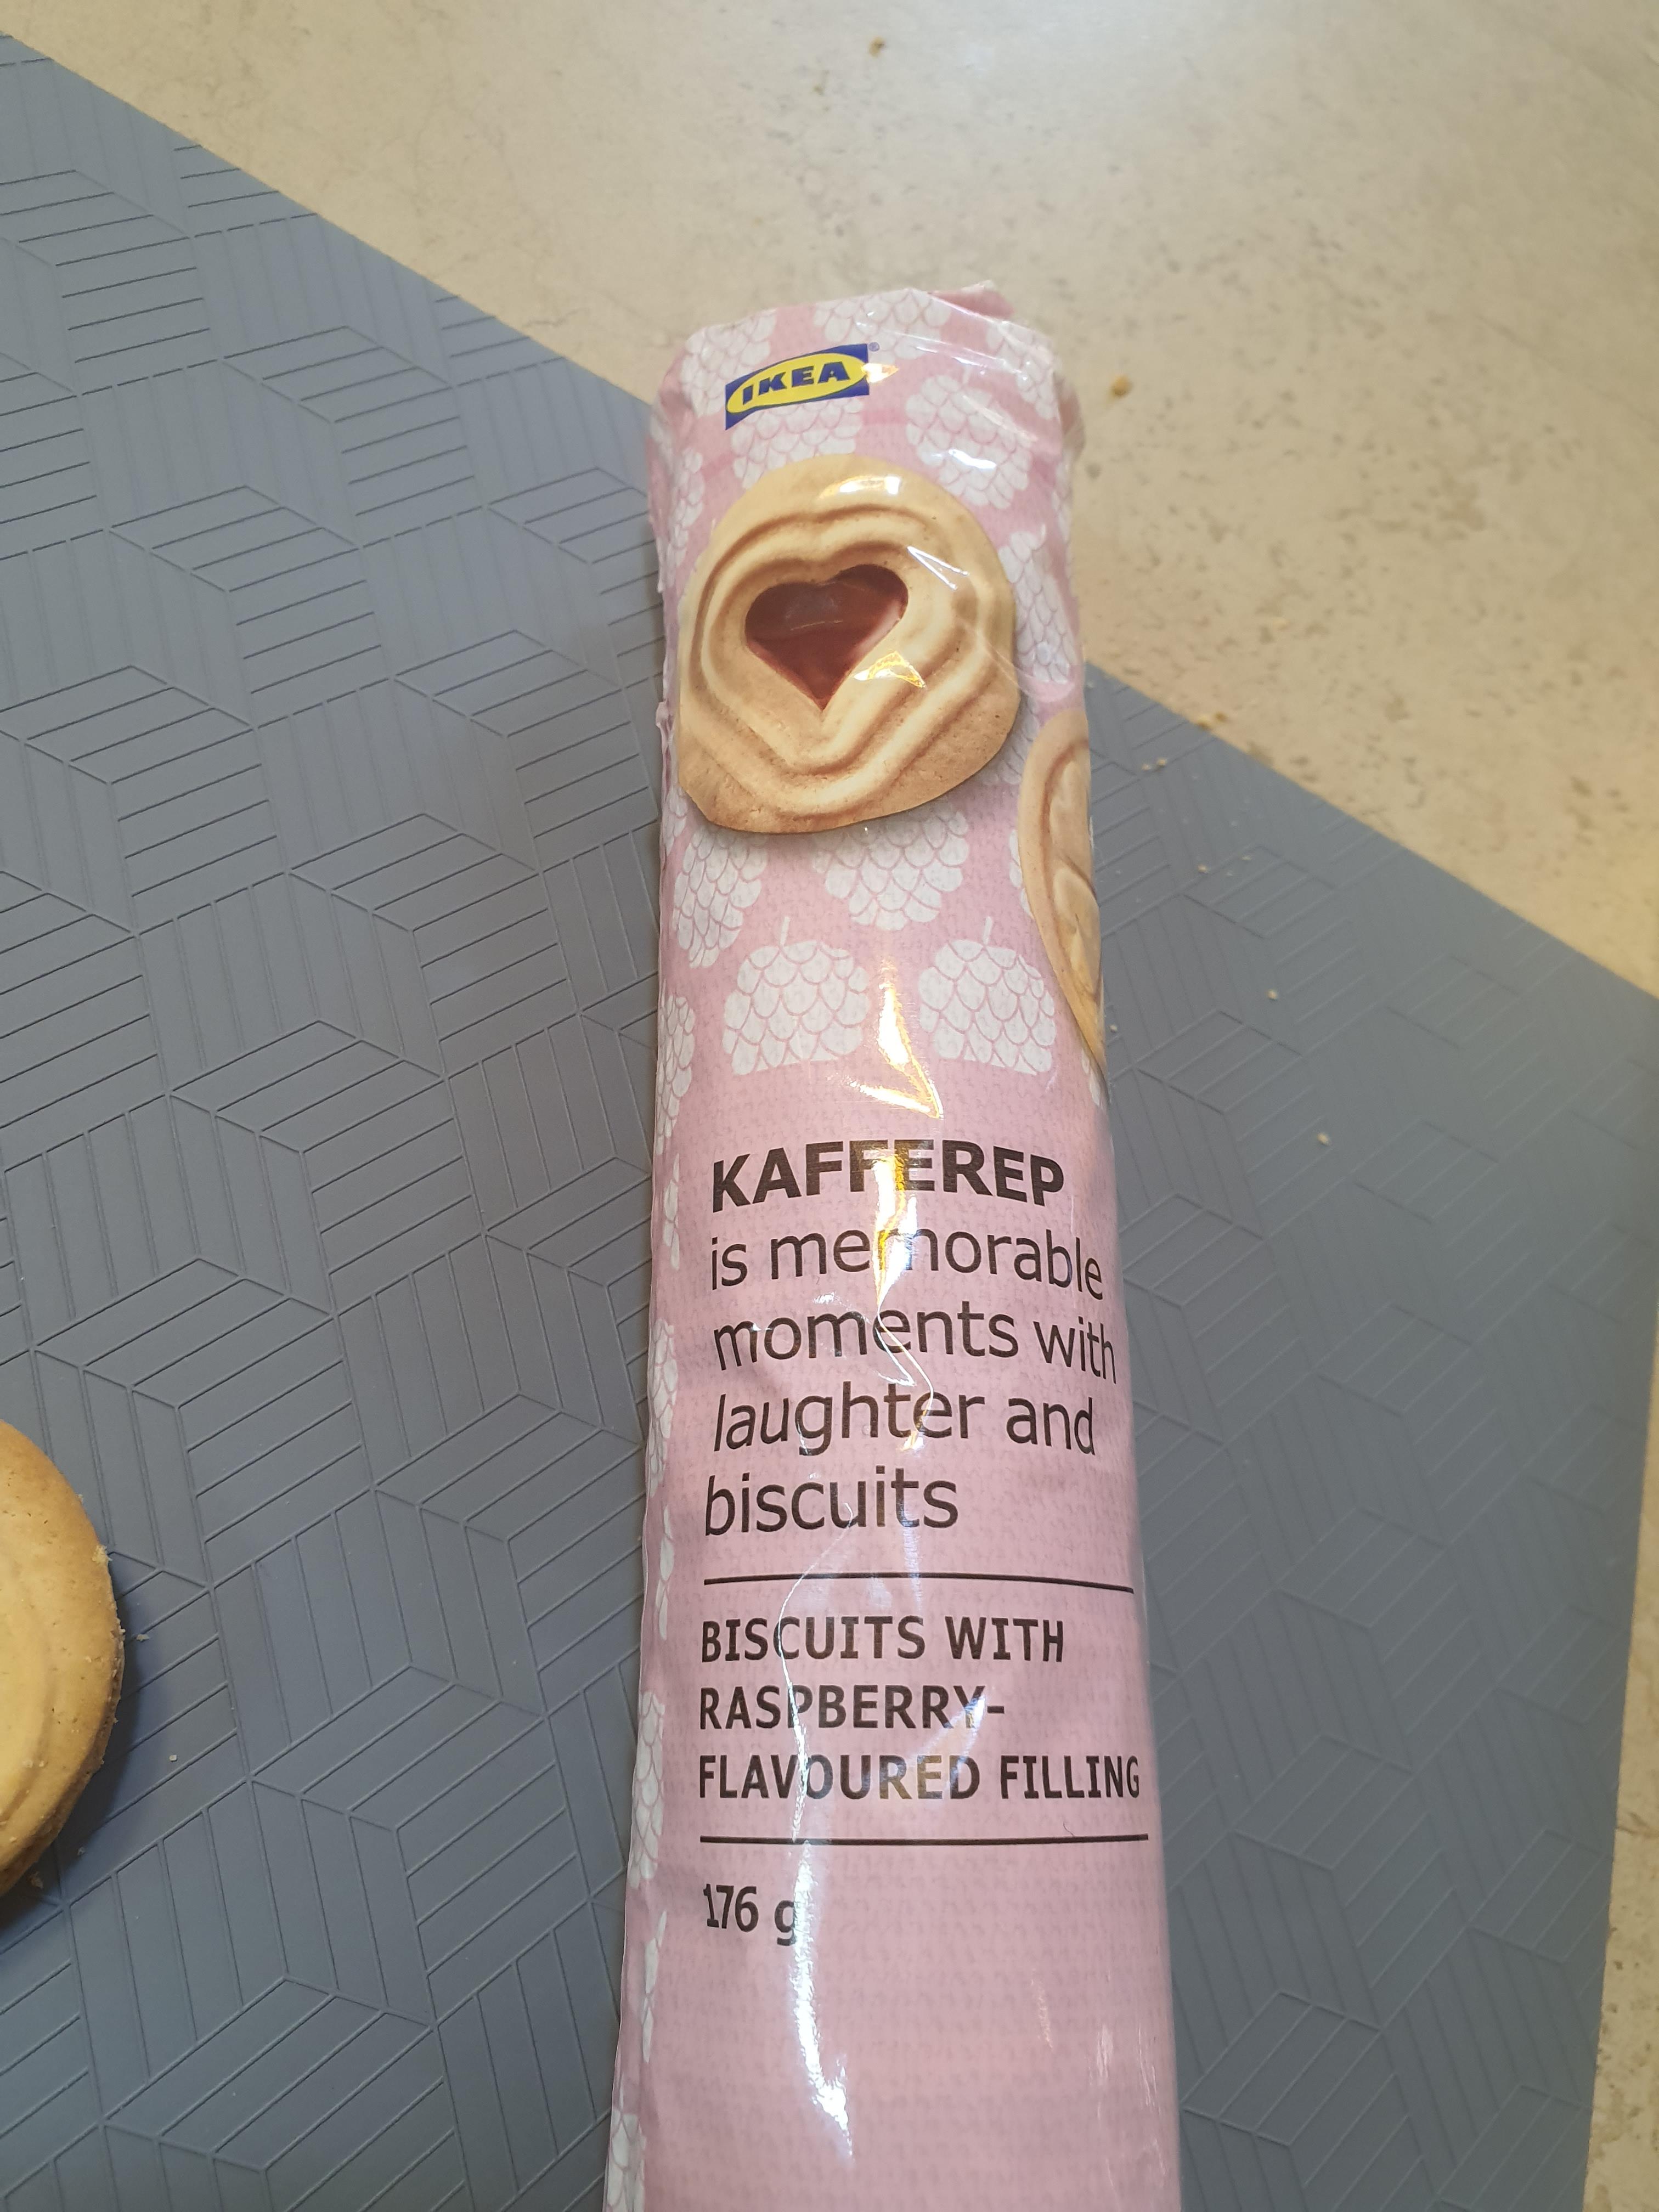 IKEA®
KAFFEREP
is memorable
moments with
laughter and
biscuits
BISCUITS WITH
RASPBERRY-
FLAVOURED FILLING
176 g